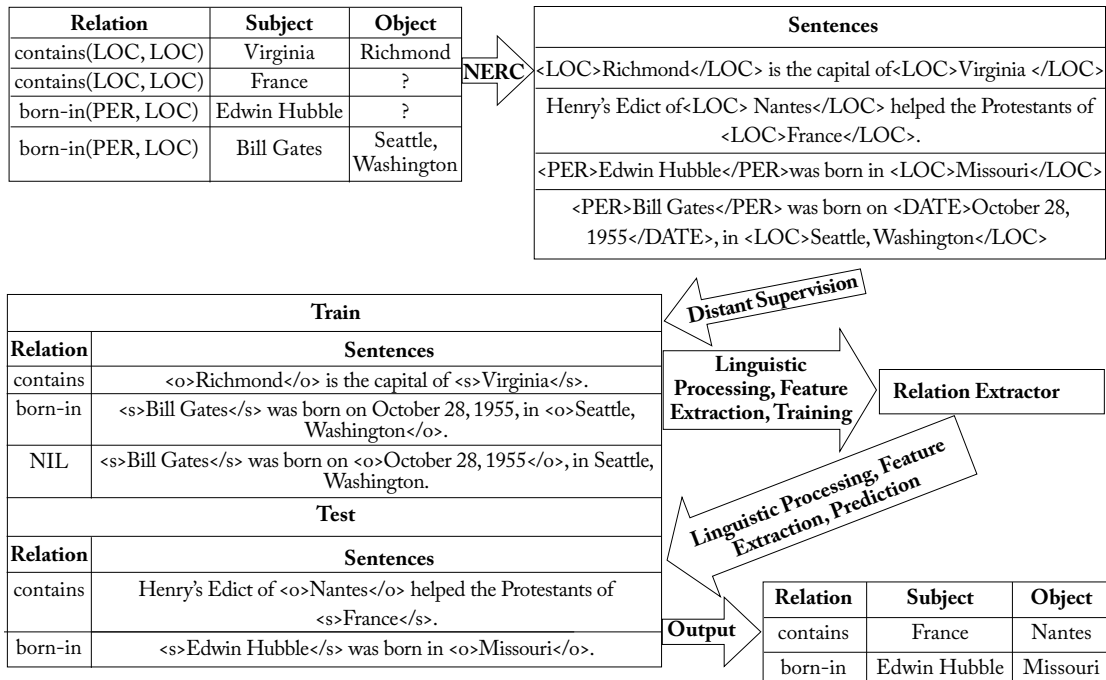 Relation Subject Object
contains(LOC, LOC) Virginia Richmond
contains(LOC, LOC) France ?
born-in(PER, LOC) Edwin Hubble ?
born-in(PER, LOC) Bill Gates Seattle,
Washington
NERC
Sentences
<LOC>Richmond</LOC> is the capital of<LOC>Virginia </LOC>
Henry's Edict of<LOC> Nantes</LOC> helped the Protestants of
<LOC>France</LOC>.
<PER>Edwin Hubble</PER>was born in <LOC>Missouri</LOC>
<PER>Bill Gates</PER> was born on <DATE>October 28,
1955</DATE>, in <LOC>Seattle, Washington</LOC>
Distant Supervision
Train
Relation Sentences
contains <o>Richmond</o> is the capital of <s>Virginia</s>.
born-in <s>Bill Gates</s> was born on October 28, 1955, in <o>Seattle,
Washington</o>.
NIL <s>Bill Gates</s> was born on <o>October 28, 1955</o>, in Seattle,
Washington.
Linguistic
Processing, Feature
Extraction, Training
Relation Extractor
Linguistic Processing, Feature
Extraction, Prediction
Test
Relation Sentences
contains Henry's Edict of <o>Nantes</o> helped the Protestants of
<s>France</s>.
born-in <s>Edwin Hubble</s> was born in <o>Missouri</o>.
Output
Relation Subject Object
contains France Nantes
born-in Edwin Hubble Missouri